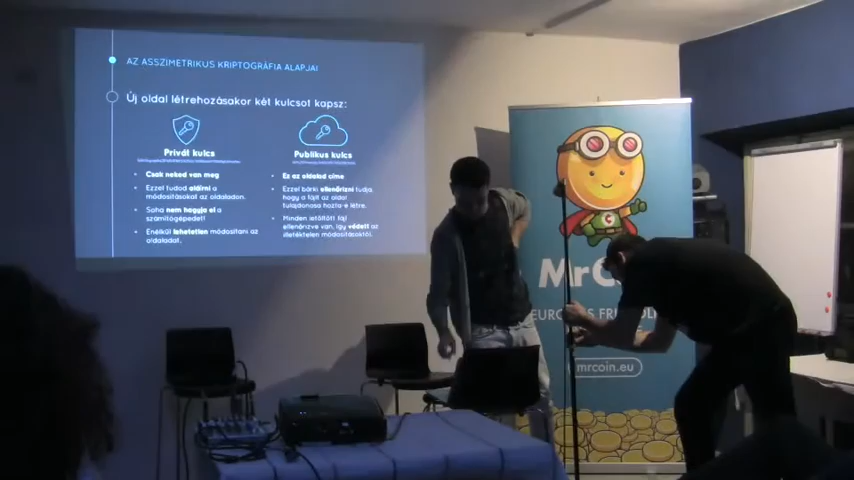 AZ ASSZIMETRIKUS KRIPTOGRÁFIA ALAPJAI
Új oldal létrehozásakor két kulcsot kapsz:
Privát kulcs
Csak neked van meg
Ezzel tudod aláírni a
módosításokat az oldaladon.
Soha nem hagyja el a
számítógépedet!
Enélkül lehetetlen módosítani az
oldaladat.
Publikus kulcs
Ez az oldalad címe
Ezzel bárki ellenőrizni tudja,
hogy a fájlt az oldal
tulajdonosa hozta-e létre.
Minden letöltött fájl
ellenőrizve van, így védett az
illetéktelen módosításoktól.
MrC
mrcoin.eu